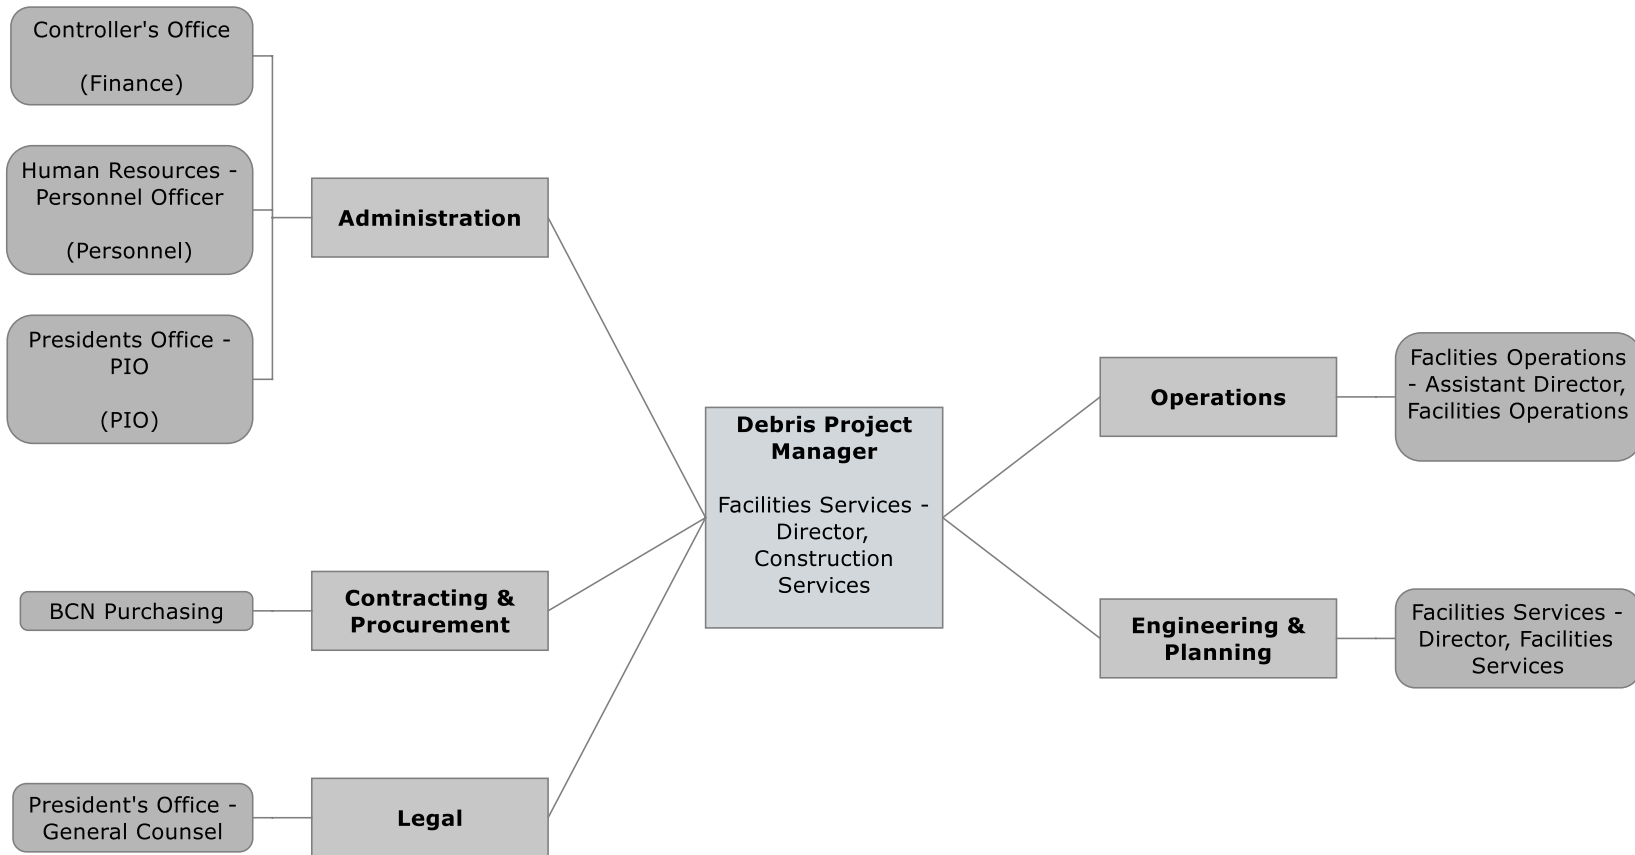 Controller's Office
(Finance)
Human Resources -
Personnel Officer
(Personnel)
Presidents Office -
PIO
(PIO)
Administration
BCN Purchasing
Contracting &
Procurement
President's Office -
General Counsel
Legal
Debris Project
Manager
Facilities Services -
Director,
Construction
Services
Operations
Faclities Operations
- Assistant Director,
Facilities Operations
Engineering &
Planning
Facilities Services -
Director, Facilities
Services